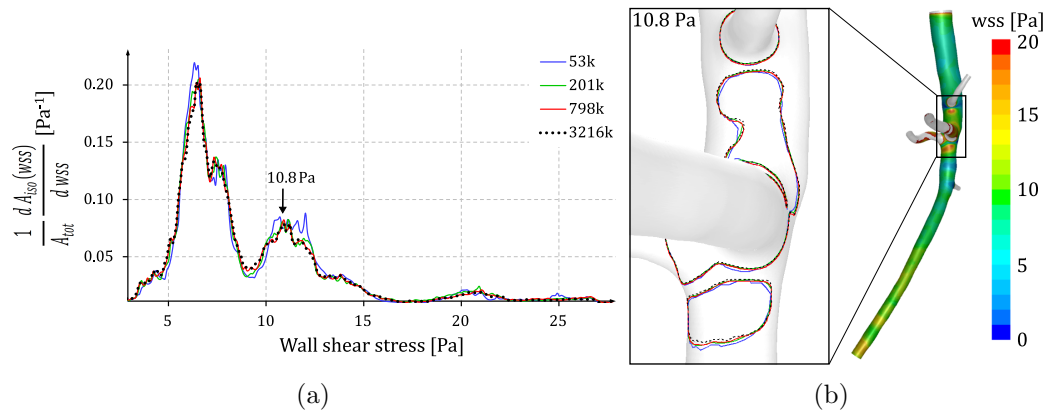 0.20
0.15
0.10
0.05
5
10
15
20
25
1 d A_iso (wss) [Pa⁻¹]
A_tot d wss
Wall shear stress [Pa]
53k
201k
798k
3216k
10.8 Pa
(a)
10.8 Pa
wss [Pa]
20
15
10
5
0
(b)